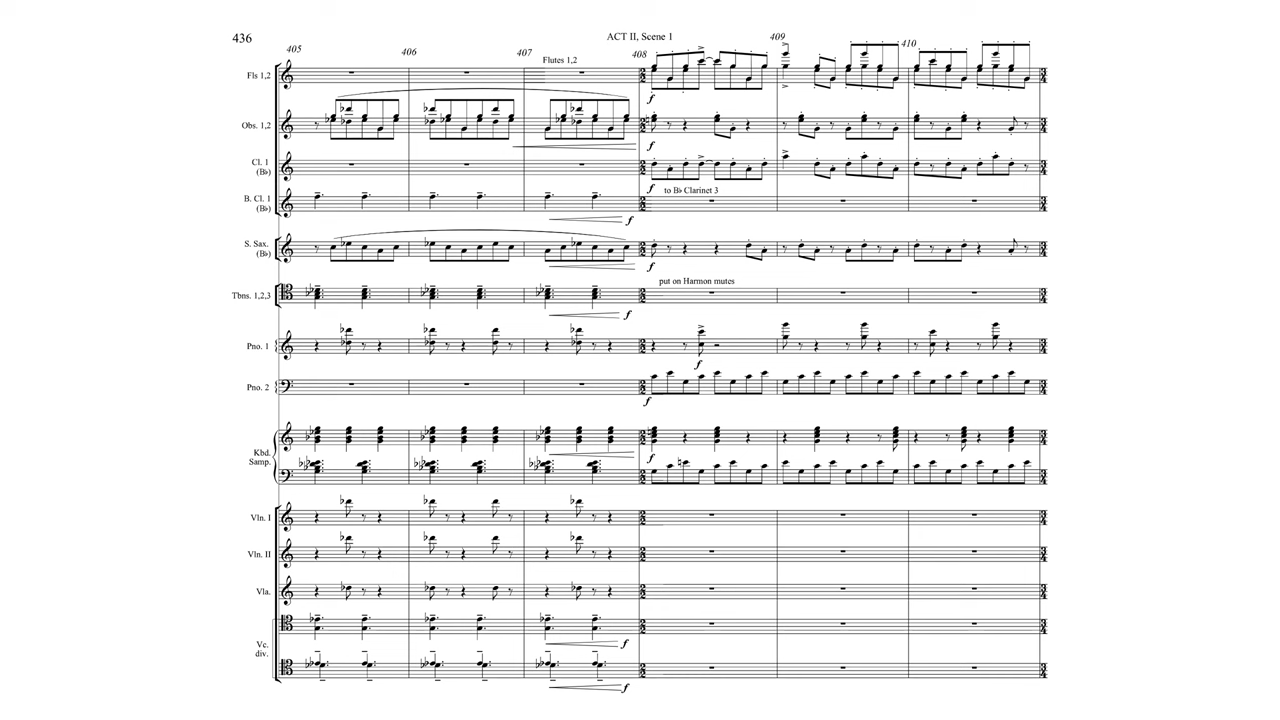 436
ACT II, Scene 1
405
406
407
408
409
410
Flutes 1,2
Fls 1,2
f
Obs. 1,2
f
Cl. 1
(B♭)
f
to B♭ Clarinet 3
B. Cl. 1
(B♭)
f
S. Sax.
(B♭)
f
put on Harmon mutes
Tbns. 1,2,3
f
Pno. 1
f
Pno. 2
f
Kbd.
Samp.
f
Vln. I
Vln. II
Vla.
f
Vc.
div.
f